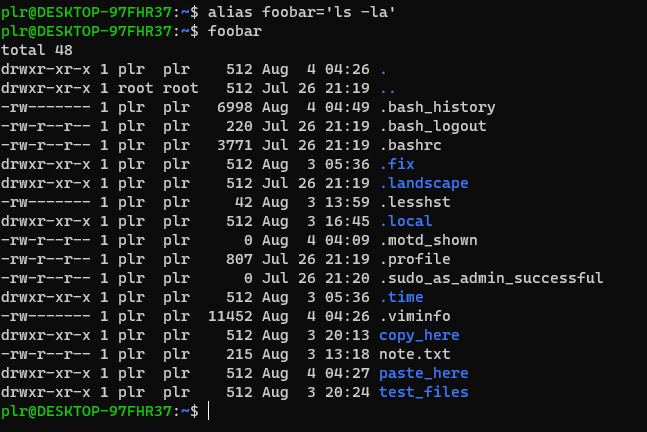 plr@DESKTOP-97FHR37:~$ alias foobar='ls -la'
plr@DESKTOP-97FHR37:~$ foobar
total 48
drwxr-xr-x 1 plr  plr    512 Aug  4 04:26 .
drwxr-xr-x 1 root root   512 Jul 26 21:19 ..
-rw------- 1 plr  plr   6998 Aug  4 04:49 .bash_history
-rw-r--r-- 1 plr  plr    220 Jul 26 21:19 .bash_logout
-rw-r--r-- 1 plr  plr   3771 Jul 26 21:19 .bashrc
drwxr-xr-x 1 plr  plr    512 Aug  3 05:36 .fix
drwxr-xr-x 1 plr  plr    512 Jul 26 21:19 .landscape
-rw------- 1 plr  plr     42 Aug  3 13:59 .lesshst
drwxr-xr-x 1 plr  plr    512 Aug  3 16:45 .local
-rw-r--r-- 1 plr  plr      0 Aug  4 04:09 .motd_shown
-rw-r--r-- 1 plr  plr    807 Jul 26 21:19 .profile
-rw-r--r-- 1 plr  plr      0 Jul 26 21:20 .sudo_as_admin_successful
drwxr-xr-x 1 plr  plr    512 Aug  3 05:36 .time
-rw------- 1 plr  plr  11452 Aug  4 04:26 .viminfo
drwxr-xr-x 1 plr  plr    512 Aug  3 20:13 copy_here
-rw-r--r-- 1 plr  plr    215 Aug  3 13:18 note.txt
drwxr-xr-x 1 plr  plr    512 Aug  4 04:27 paste_here
drwxr-xr-x 1 plr  plr    512 Aug  3 20:24 test_files
plr@DESKTOP-97FHR37:~$